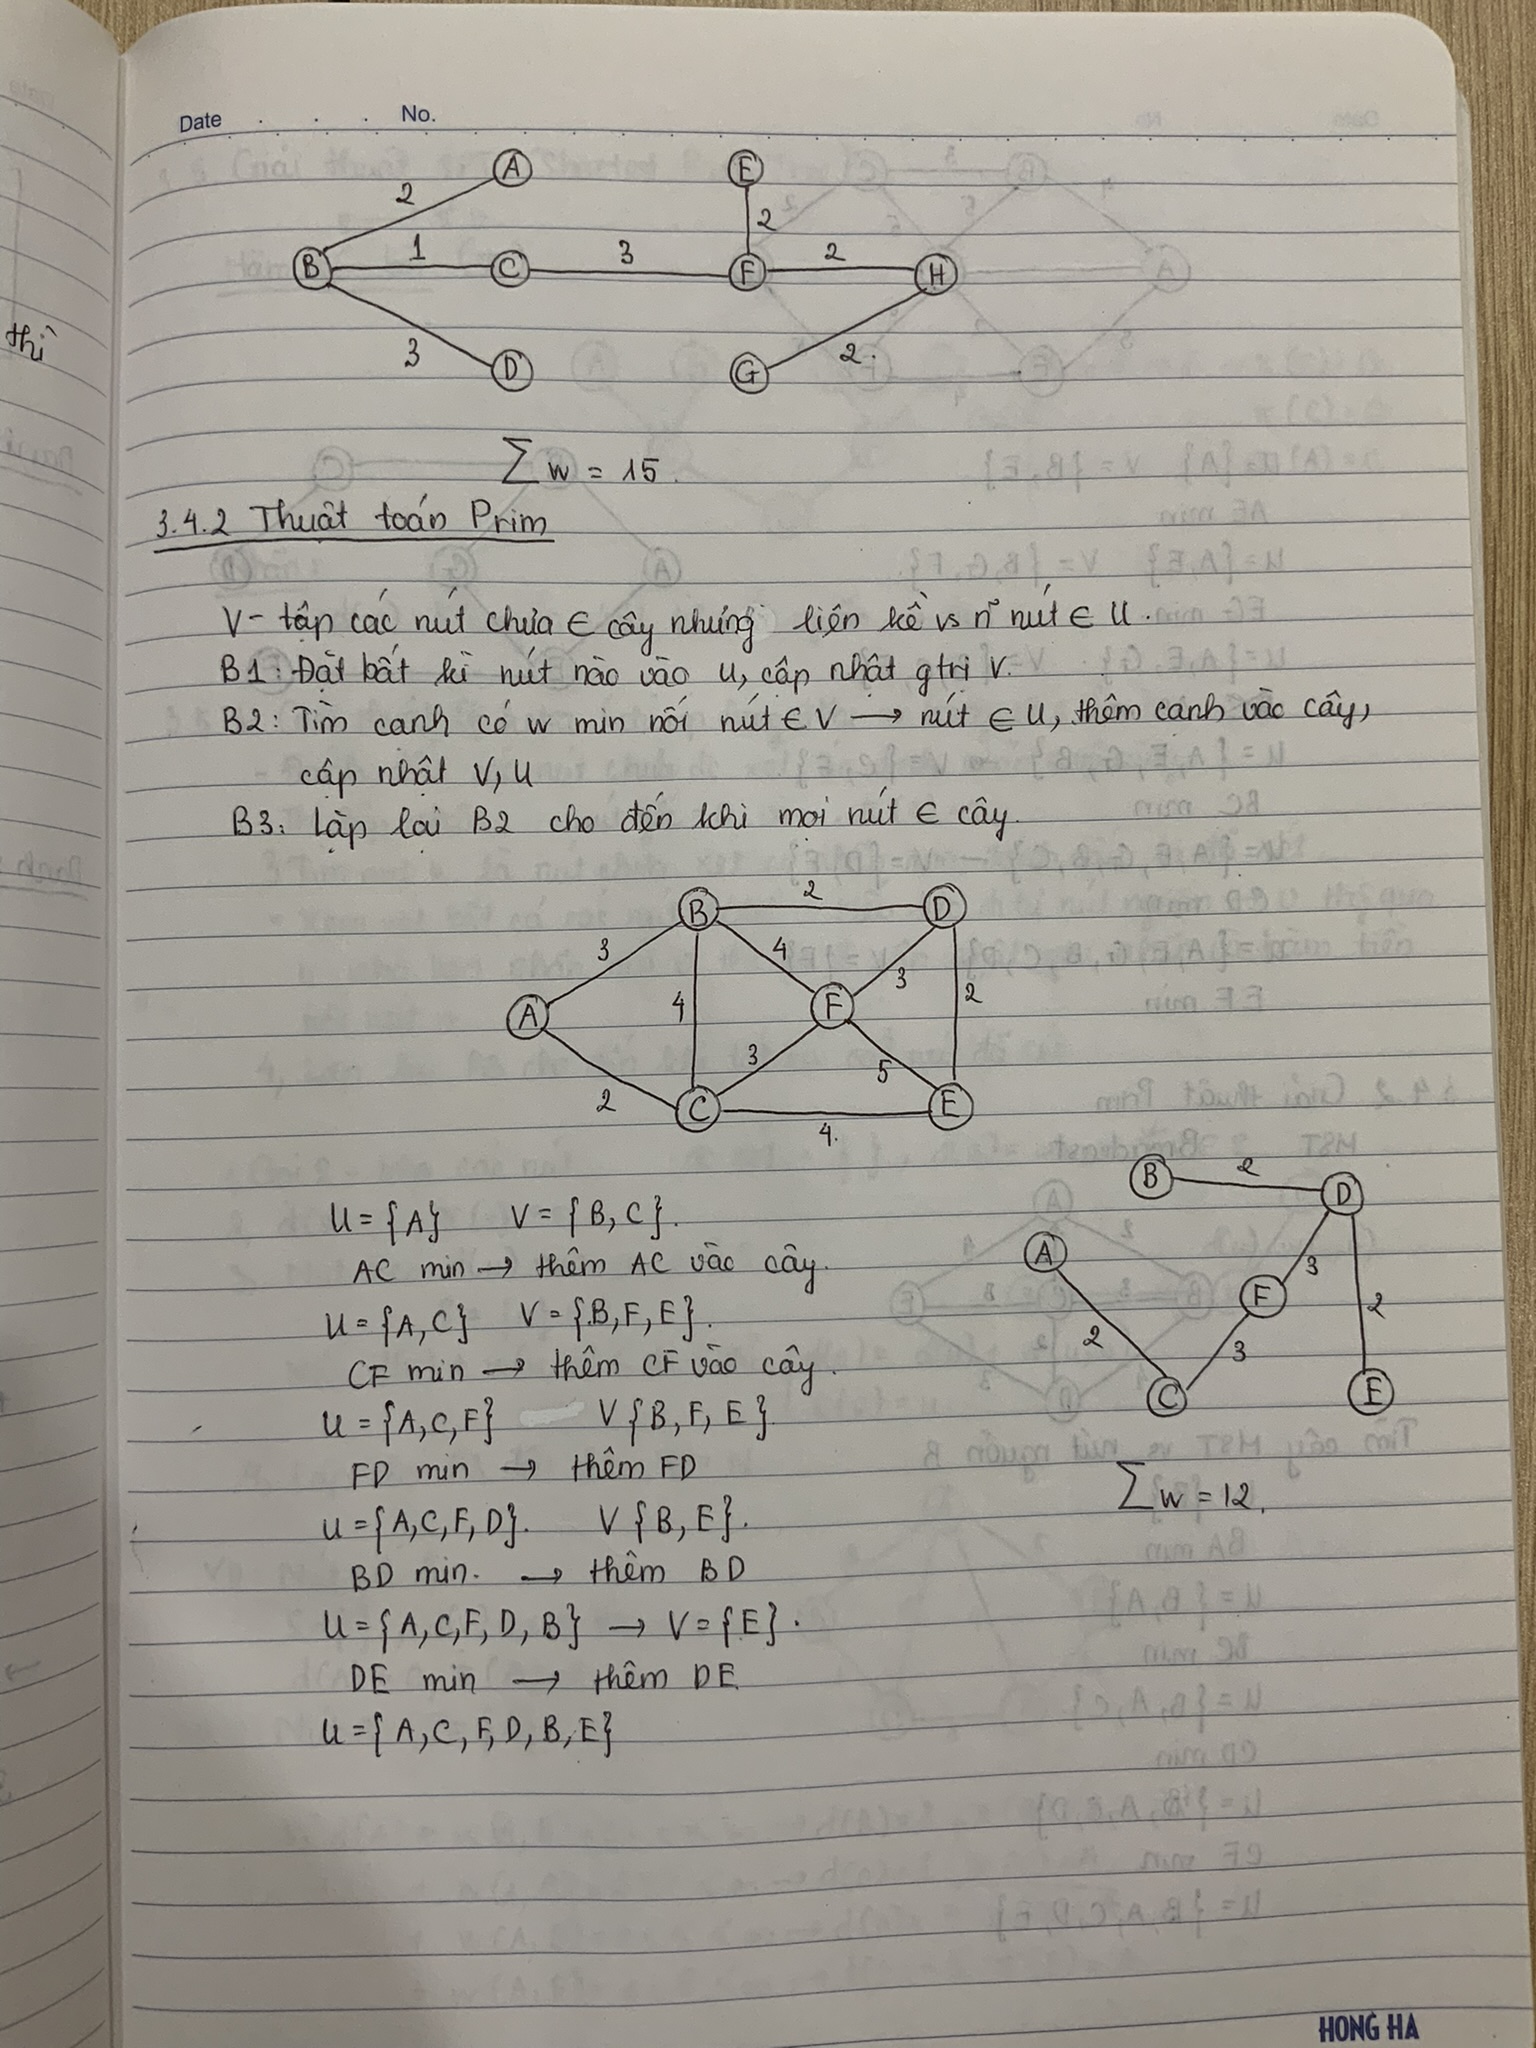 Date No.
A E
2 2
B 1 C 3 F 2 H
thì
3 D G 2.
∑ w = 15.
3.4.2 Thuật toán Prim
V - tập các nút chưa ∈ cây nhưng liền kề vs nút ∈ U.
B1: Đặt bất kì nút nào vào U, cập nhật gtri V.
B2: Tìm cạnh có w min nối nút ∈ V → nút ∈ U, thêm cạnh vào cây,
cập nhật V, U
B3: Lặp lại B2 cho đến khi mọi nút ∈ cây.
B 2 D
3 4
A 4 F 3 2
3 5
2 C 4. E
B 2 D
U = {A} V = {B, C}.
AC min → thêm AC vào cây.
A F 3
U = {A, C} V = {B, F, E}.
2 3 2
CF min → thêm CF vào cây.
C E
U = {A, C, F} V {B, F, E}
FD min → thêm FD
∑ w = 12.
U = {A, C, F, D}. V {B, E}.
BD min. → thêm BD
U = {A, C, F, D, B} → V = {E}.
DE min → thêm DE
U = {A, C, F, D, B, E}
HONG HA